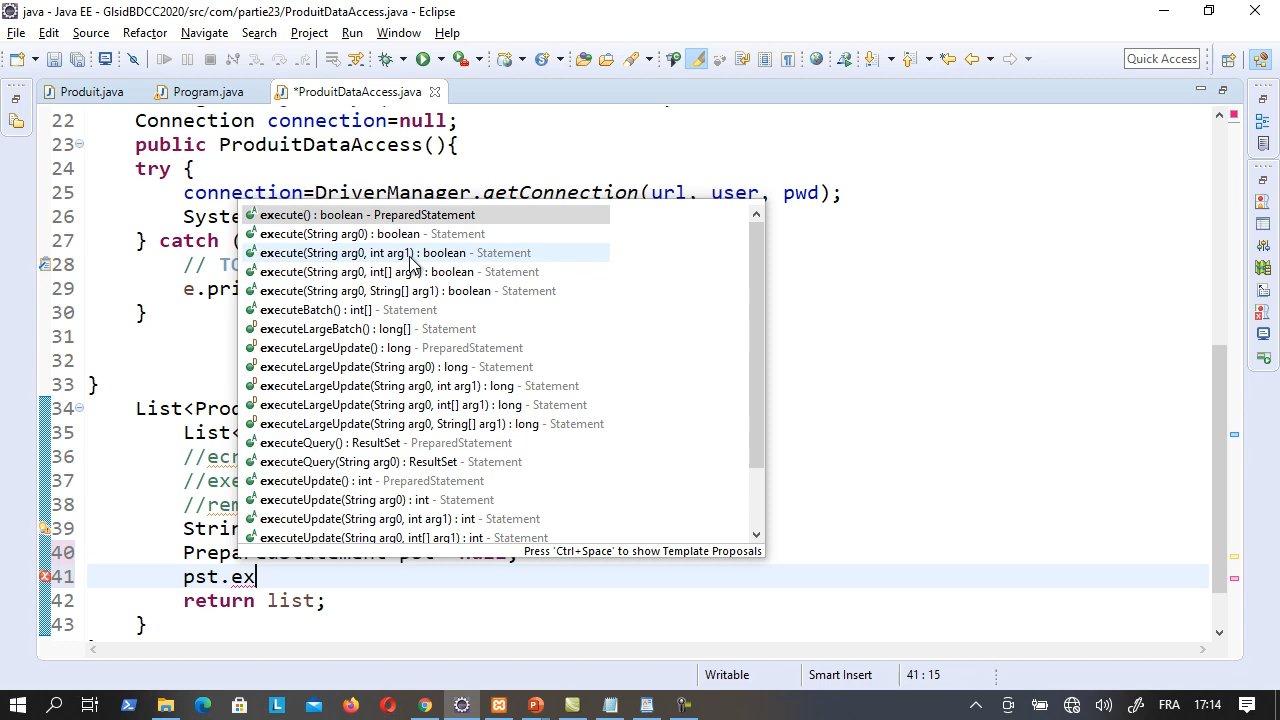 java - Java EE - GlsidBDCC2020/src/com/partie23/ProduitDataAccess.java - Eclipse
File Edit Source Refactor Navigate Search Project Run Window Help
Quick Access
Produit.java Program.java *ProduitDataAccess.java
22 Connection connection=null;
23 public ProduitDataAccess(){
24 try {
25 connection=DriverManager.getConnection(url, user, pwd);
26 Syste
27 } catch (
28 // TO
29 e.pri
30 }
31
32
33 }
34 List<Prod
35 List<
36 //ecr
37 //exe
38 //rem
39 Strin
40 PreparedStatement pst =null;
41 pst.ex
42 return list;
43 }
execute() : boolean - PreparedStatement
execute(String arg0) : boolean - Statement
execute(String arg0, int arg1) : boolean - Statement
execute(String arg0, int[] arg1) : boolean - Statement
execute(String arg0, String[] arg1) : boolean - Statement
executeBatch() : int[] - Statement
executeLargeBatch() : long[] - Statement
executeLargeUpdate() : long - PreparedStatement
executeLargeUpdate(String arg0) : long - Statement
executeLargeUpdate(String arg0, int arg1) : long - Statement
executeLargeUpdate(String arg0, int[] arg1) : long - Statement
executeLargeUpdate(String arg0, String[] arg1) : long - Statement
executeQuery() : ResultSet - PreparedStatement
executeQuery(String arg0) : ResultSet - Statement
executeUpdate() : int - PreparedStatement
executeUpdate(String arg0) : int - Statement
executeUpdate(String arg0, int arg1) : int - Statement
executeUpdate(String arg0, int[] arg1) : int - Statement
Press 'Ctrl+Space' to show Template Proposals
Writable Smart Insert 41 : 15
FRA 17:14